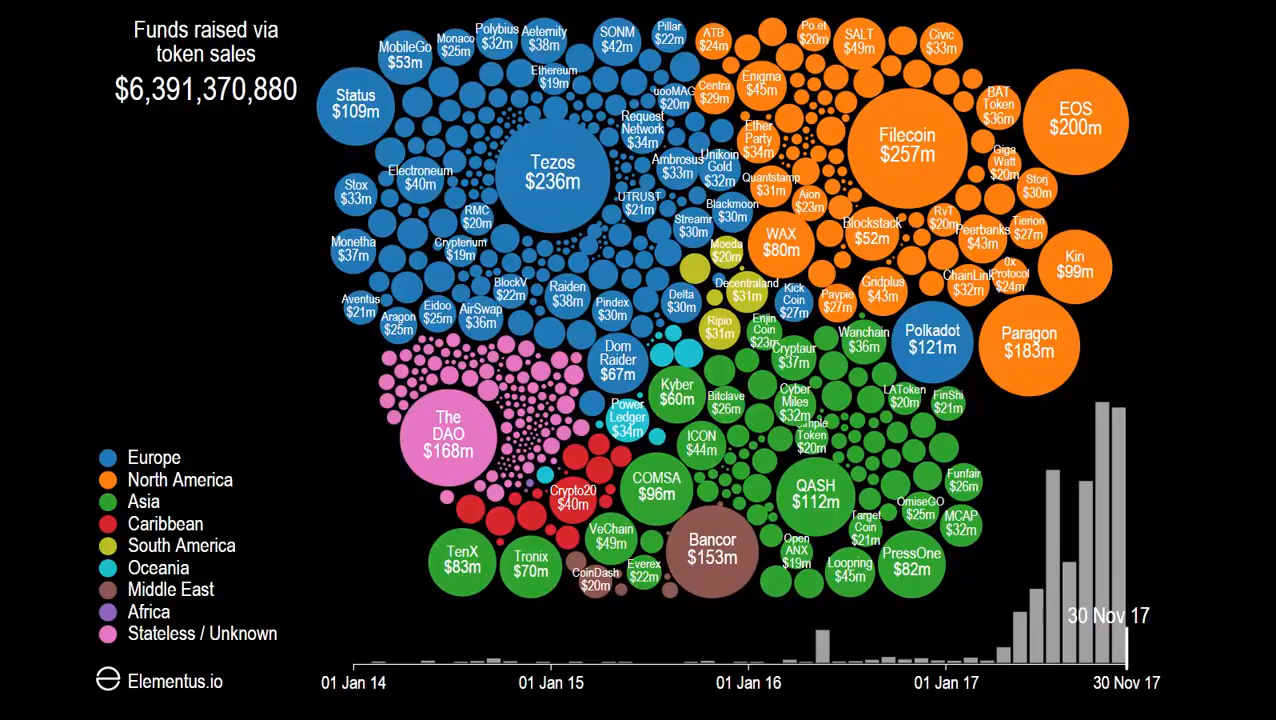 Funds raised via
token sales
$6,391,370,880
MobileGo
$53m
Monaco
$25m
Polybius
$32m
Aeternity
$38m
SONM
$42m
Pillar
$22m
ATB
$24m
Po.et
$20m
SALT
$49m
Civic
$33m
Status
$109m
Ethereum
$19m
$20m
Centra
$29m
Enigma
$45m
BAT
Token
$36m
EOS
$200m
Request
Network
$34m
Ether
Party
$34m
Filecoin
$257m
Tezos
$236m
Electroneum
$40m
Ambrosus
$33m
Unikoin
Gold
$32m
Giga
Watt
$20m
Quantstamp
$31m
Storj
$30m
Stox
$33m
UTRUST
$21m
Aion
$23m
RMC
$20m
Blackmoon
$30m
Streamr
$30m
Blockstack
$52m
RvT
$20m
Tierion
$27m
Peerbanks
$43m
WAX
$80m
Monetha
$37m
Crypterium
$19m
Moeda
$20m
Kin
$99m
0x
Protocol
$24m
ChainLink
$32m
BlockV
$22m
Raiden
$38m
Decentraland
$31m
Kick
Coin
$27m
Paypie
$27m
Gridplus
$43m
Aventus
$21m
Aragon
$25m
Eidoo
$25m
AirSwap
$36m
Pindex
$30m
Delta
$30m
Ripio
$31m
Enjin
Coin
$23m
Wanchain
$36m
Polkadot
$121m
Paragon
$183m
Dom
Raider
$67m
Cryptaur
$37m
Kyber
$60m
Bitclave
$26m
Cyber
Miles
$32m
LAToken
$20m
FinShi
$21m
The
DAO
$168m
Power
Ledger
$34m
ICON
$44m
Token
$20m
COMSA
$96m
QASH
$112m
Funfair
$26m
Crypto20
$40m
OmiseGO
$25m
MCAP
$32m
Target
Coin
$21m
VeChain
$49m
Bancor
$153m
Open
ANX
$19m
TenX
$83m
Tronix
$70m
CoinDash
$20m
Everex
$22m
Loopring
$45m
PressOne
$82m
Europe
North America
Asia
Caribbean
South America
Oceania
Middle East
Africa
Stateless / Unknown
Elementus.io
30 Nov 17
01 Jan 14
01 Jan 15
01 Jan 16
01 Jan 17
30 Nov 17